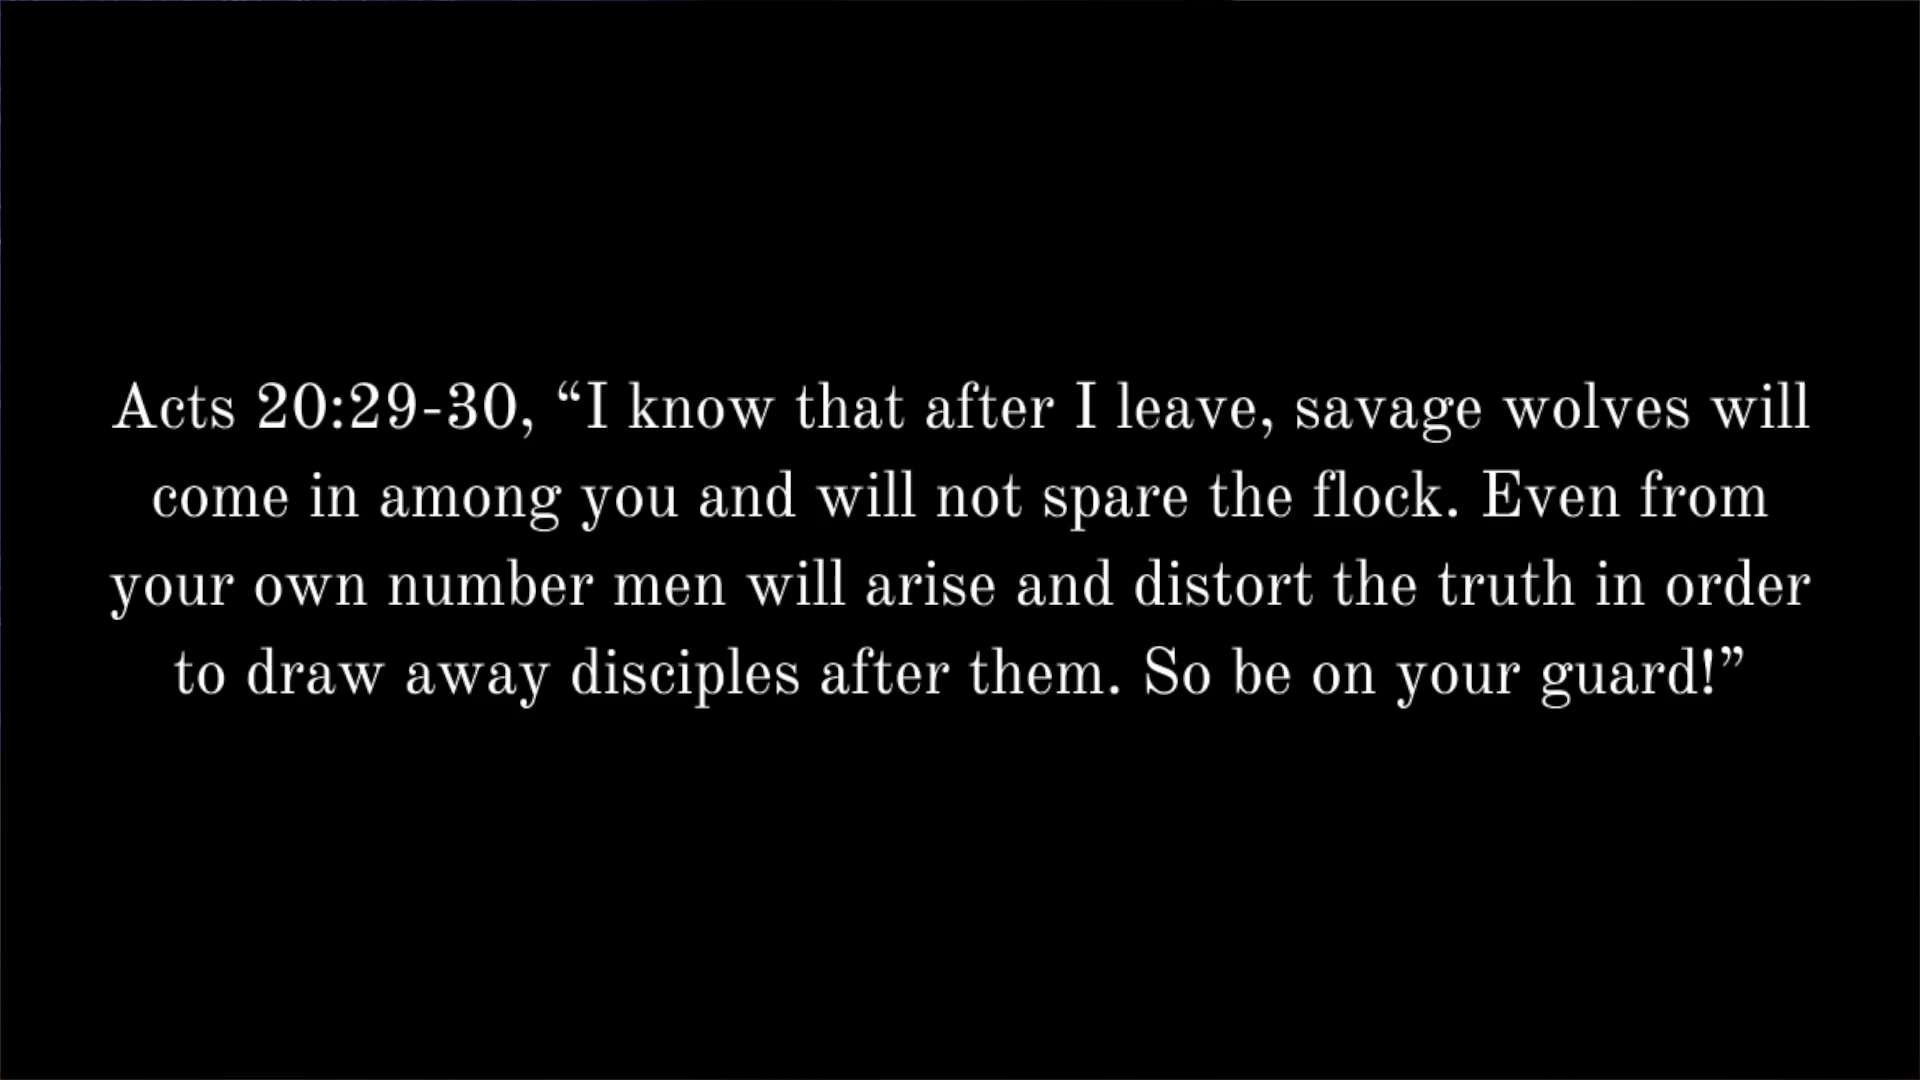 Acts 20:29-30, “I know that after I leave, savage wolves will
come in among you and will not spare the flock. Even from
your own number men will arise and distort the truth in order
to draw away disciples after them. So be on your guard!”